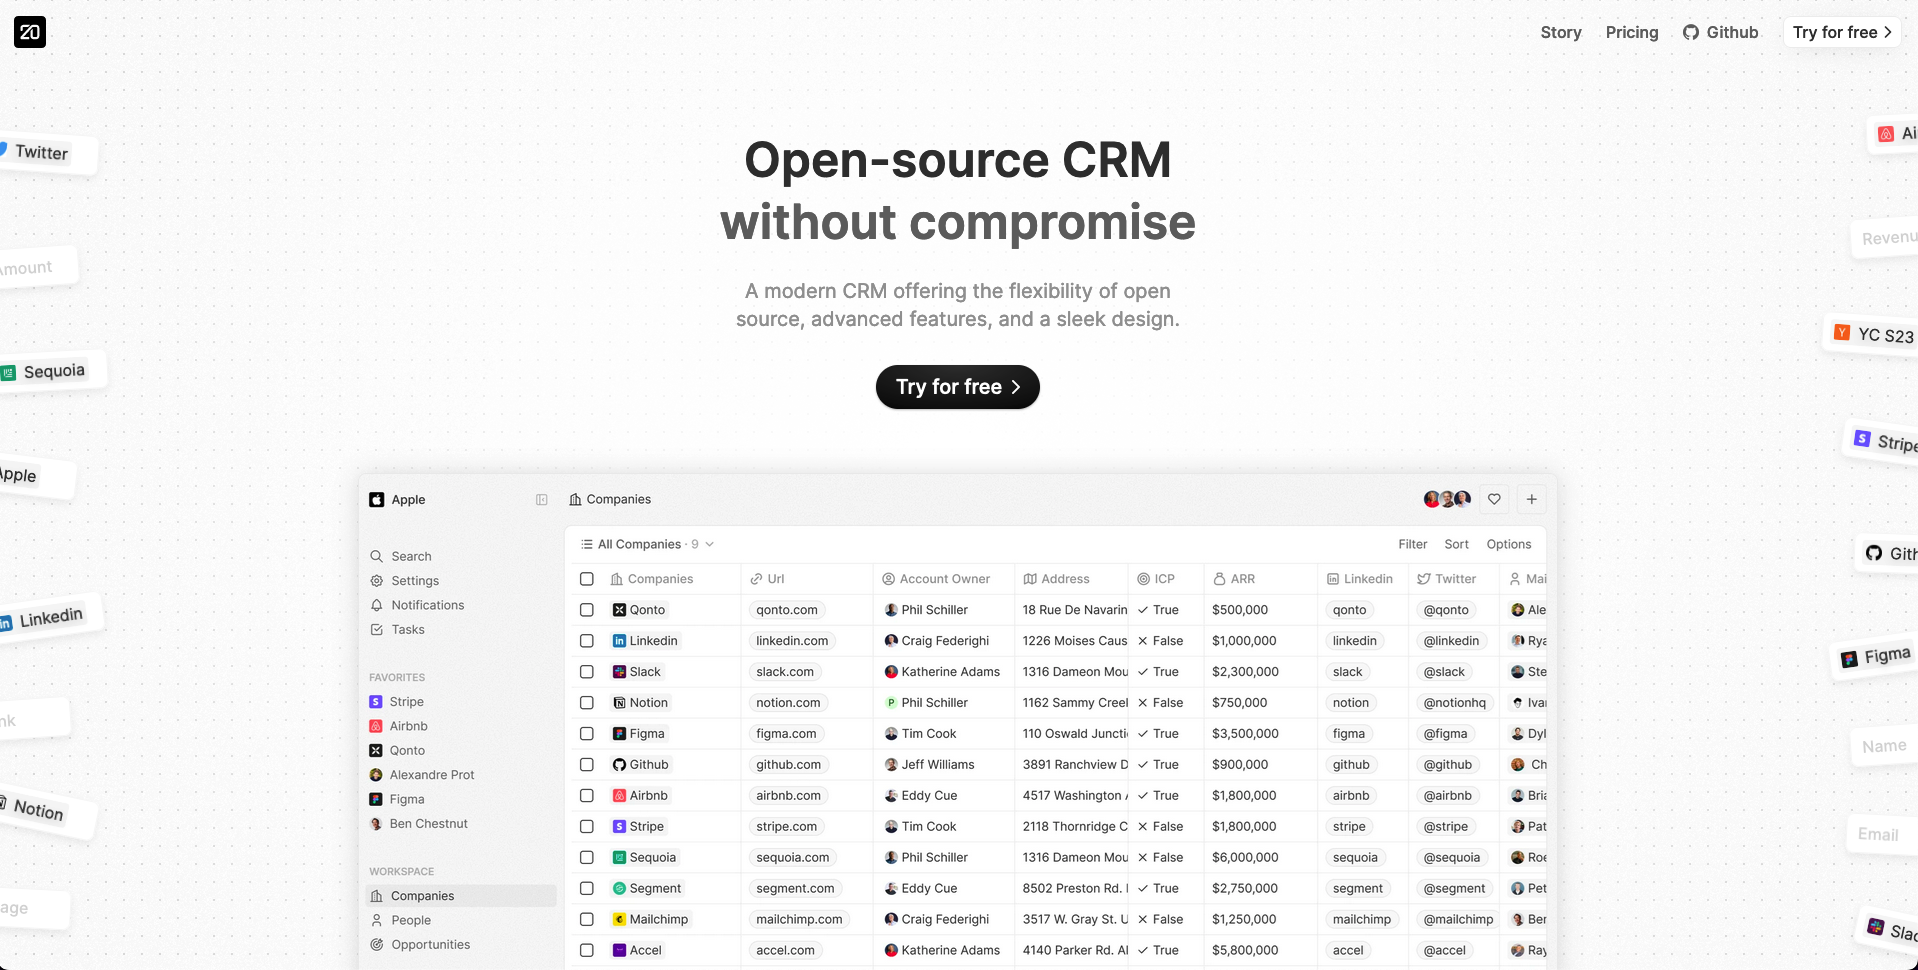 20
Story
Pricing
Github
Try for free
Open-source CRM
without compromise
A modern CRM offering the flexibility of open
source, advanced features, and a sleek design.
Try for free
Twitter
Amount
Sequoia
Apple
Linkedin
nk
Notion
age
Ai
Revenu
YC S23
Stripe
Gith
Figma
Name
Email
Slac
Apple
Search
Settings
Notifications
Tasks
FAVORITES
Stripe
Airbnb
Qonto
Alexandre Prot
Figma
Ben Chestnut
WORKSPACE
Companies
People
Opportunities
Companies
All Companies · 9
Filter Sort Options
Companies Url Account Owner Address ICP ARR Linkedin Twitter Mai
Qonto qonto.com Phil Schiller 18 Rue De Navarin True $500,000 qonto @qonto Ale
Linkedin linkedin.com Craig Federighi 1226 Moises Caus False $1,000,000 linkedin @linkedin Rya
Slack slack.com Katherine Adams 1316 Dameon Mou True $2,300,000 slack @slack Ste
Notion notion.com P Phil Schiller 1162 Sammy Creel False $750,000 notion @notionhq Ivan
Figma figma.com Tim Cook 110 Oswald Juncti True $3,500,000 figma @figma Dyl
Github github.com Jeff Williams 3891 Ranchview D True $900,000 github @github Ch
Airbnb airbnb.com Eddy Cue 4517 Washington A True $1,800,000 airbnb @airbnb Bria
Stripe stripe.com Tim Cook 2118 Thornridge C False $1,800,000 stripe @stripe Pat
Sequoia sequoia.com Phil Schiller 1316 Dameon Mou False $6,000,000 sequoia @sequoia Roe
Segment segment.com Eddy Cue 8502 Preston Rd. True $2,750,000 segment @segment Pet
Mailchimp mailchimp.com Craig Federighi 3517 W. Gray St. U False $1,250,000 mailchimp @mailchimp Ben
Accel accel.com Katherine Adams 4140 Parker Rd. Al True $5,800,000 accel @accel Ray